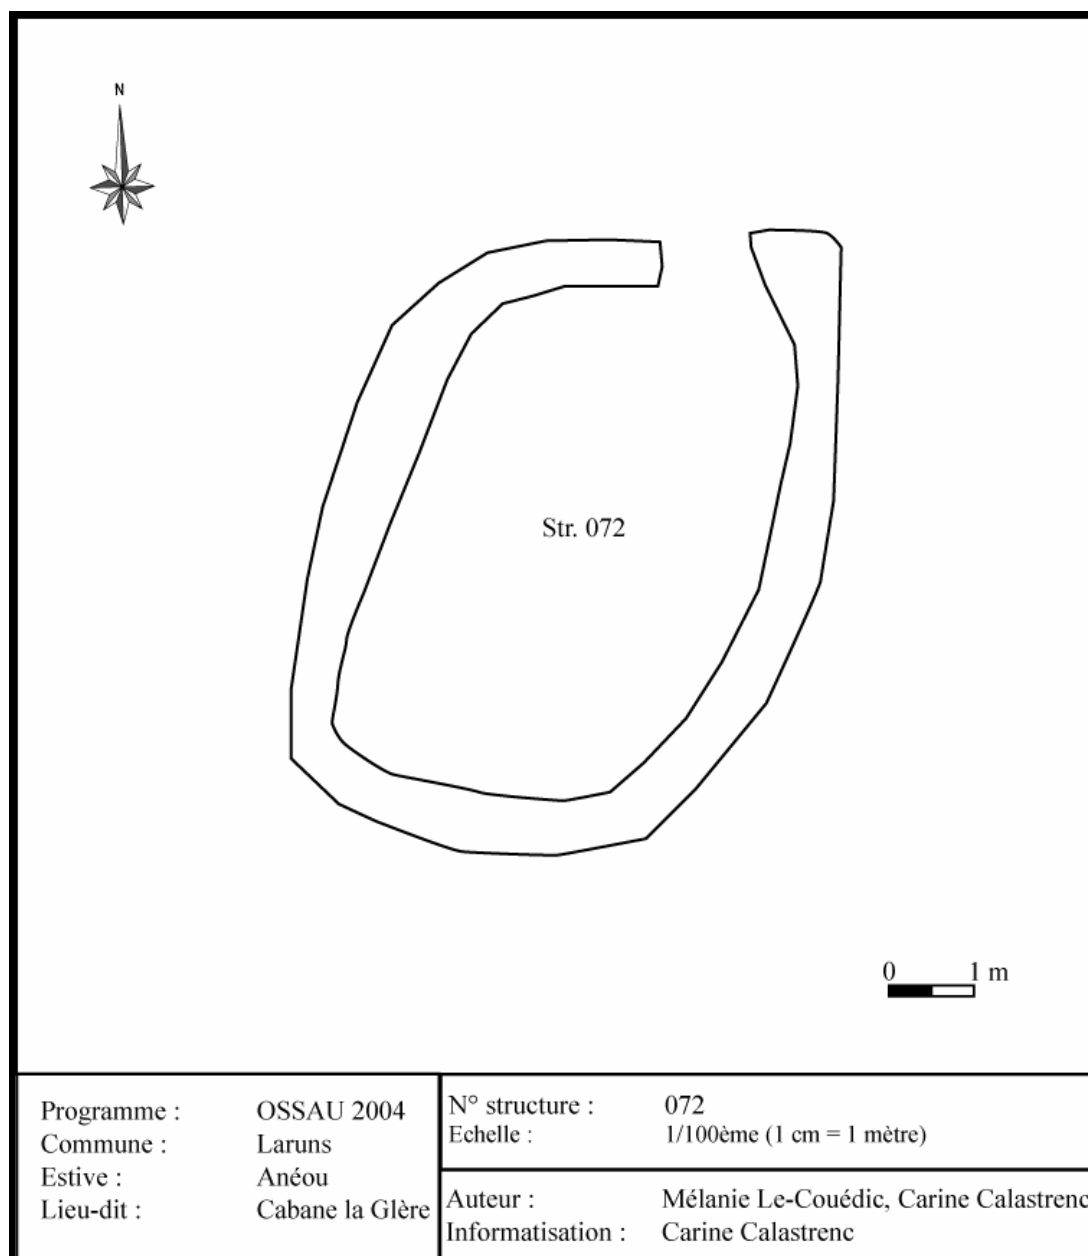 N
Str. 072
0 1 m
Programme : OSSAU 2004
Commune : Laruns
Estive : Anéou
Lieu-dit : Cabane la Glère
N° structure : 072
Echelle : 1/100ème (1 cm = 1 mètre)
Auteur : Mélanie Le-Couédic, Carine Calastrenc
Informatisation : Carine Calastrenc